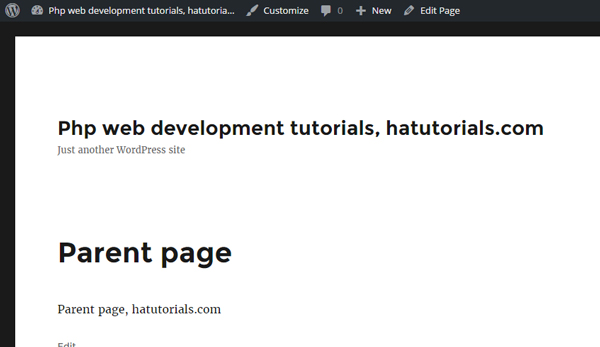 Php web development tutorials, hatutoria... Customize 0 New Edit Page
Php web development tutorials, hatutorials.com
Just another WordPress site
Parent page
Parent page, hatutorials.com
Edit